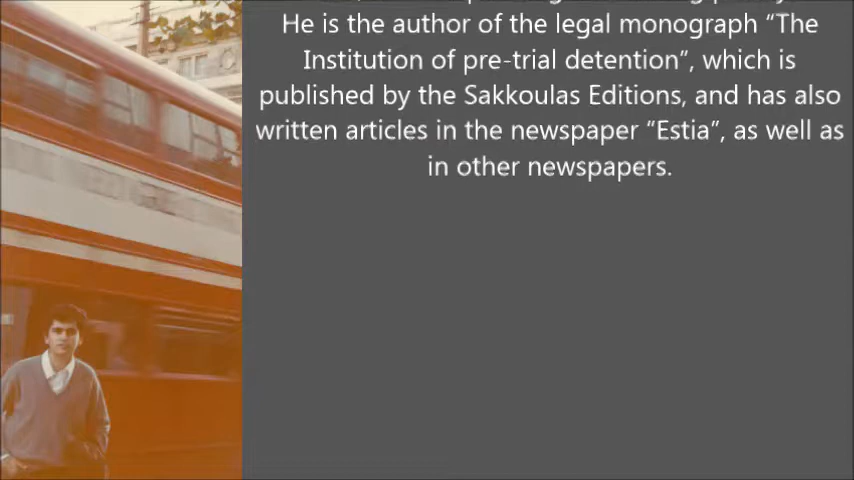 He is the author of the legal monograph “The
Institution of pre-trial detention”, which is
published by the Sakkoulas Editions, and has also
written articles in the newspaper “Estia”, as well as
in other newspapers.